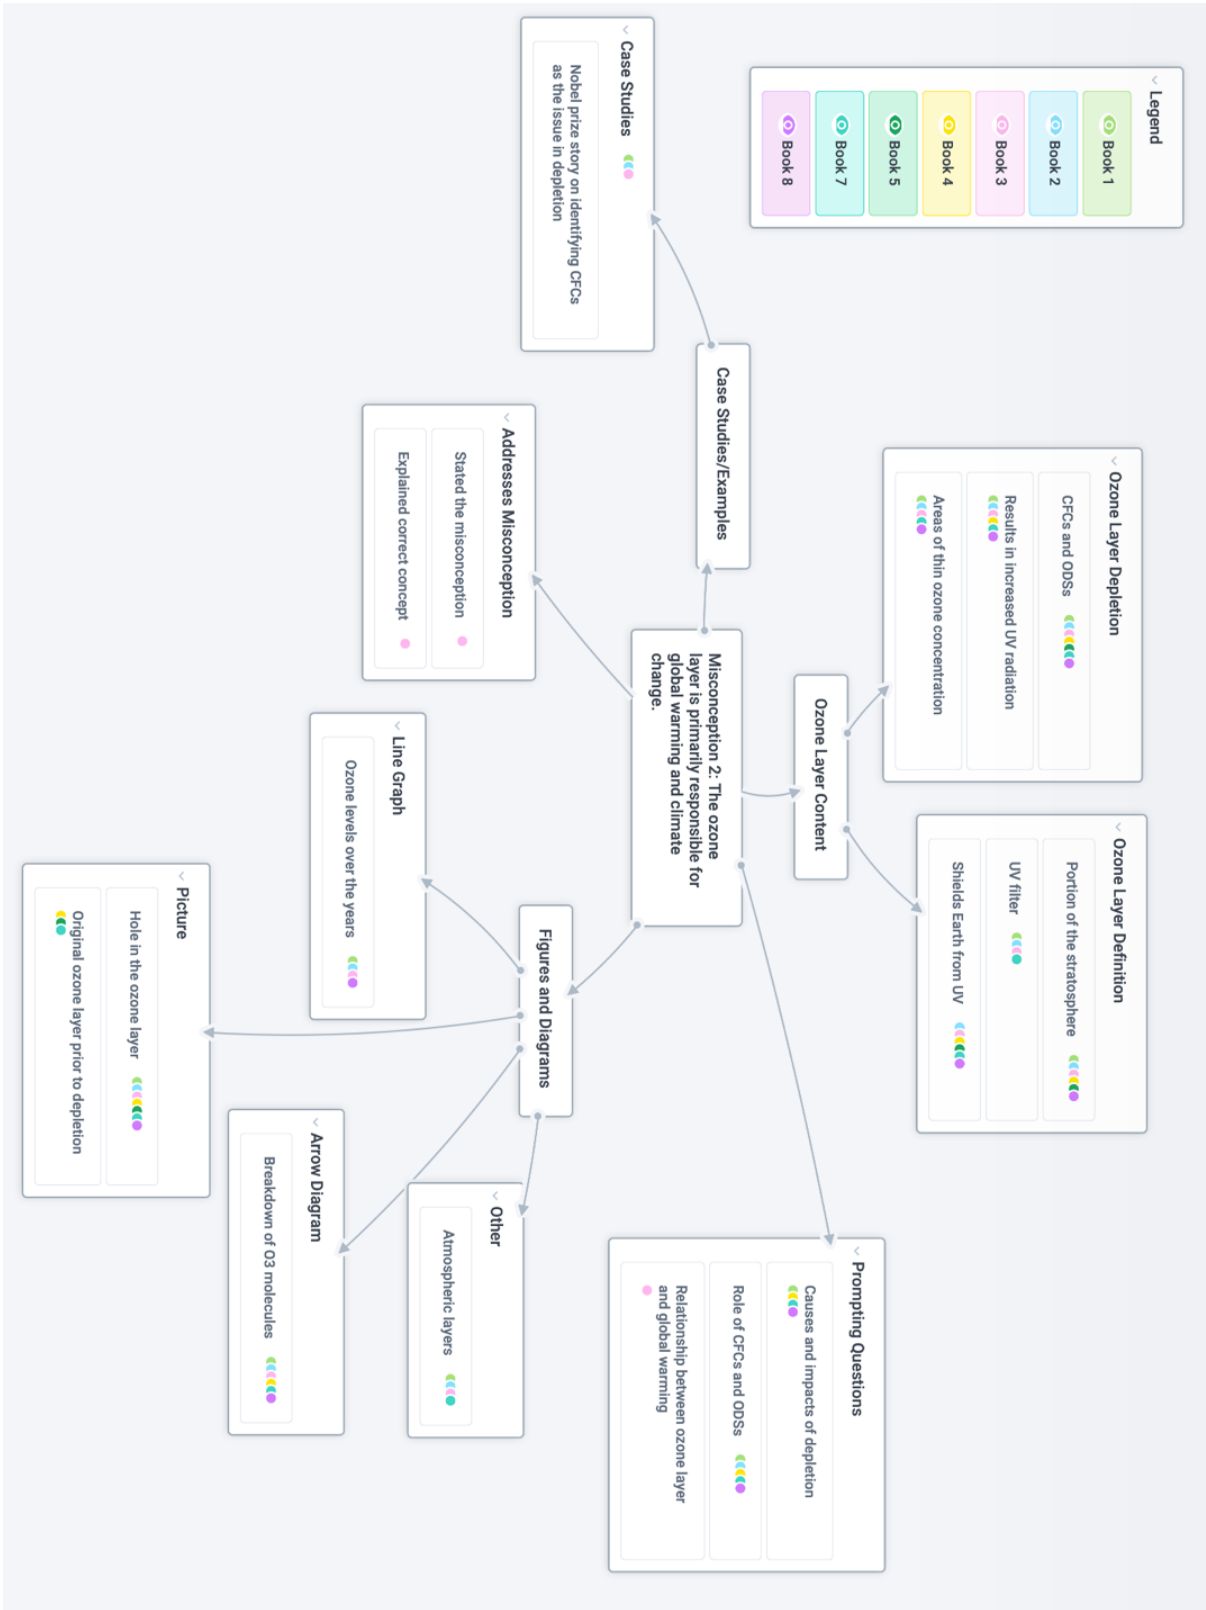 Legend
Book 1
Book 2
Book 3
Book 4
Book 5
Book 7
Book 8
Case Studies
Nobel prize story on identifying CFCs
as the issue in depletion
Case Studies/Examples
Addresses Misconception
Stated the misconception
Explained correct concept
Ozone Layer Depletion
CFCs and ODSs
Results in increased UV radiation
Areas of thin ozone concentration
Ozone Layer Content
Ozone Layer Definition
Portion of the stratosphere
UV filter
Shields Earth from UV
Misconception 2: The ozone
layer is primarily responsible for
global warming and climate
change.
Line Graph
Ozone levels over the years
Figures and Diagrams
Picture
Hole in the ozone layer
Original ozone layer prior to depletion
Arrow Diagram
Breakdown of O3 molecules
Other
Atmospheric layers
Prompting Questions
Causes and impacts of depletion
Role of CFCs and ODSs
Relationship between ozone layer
and global warming